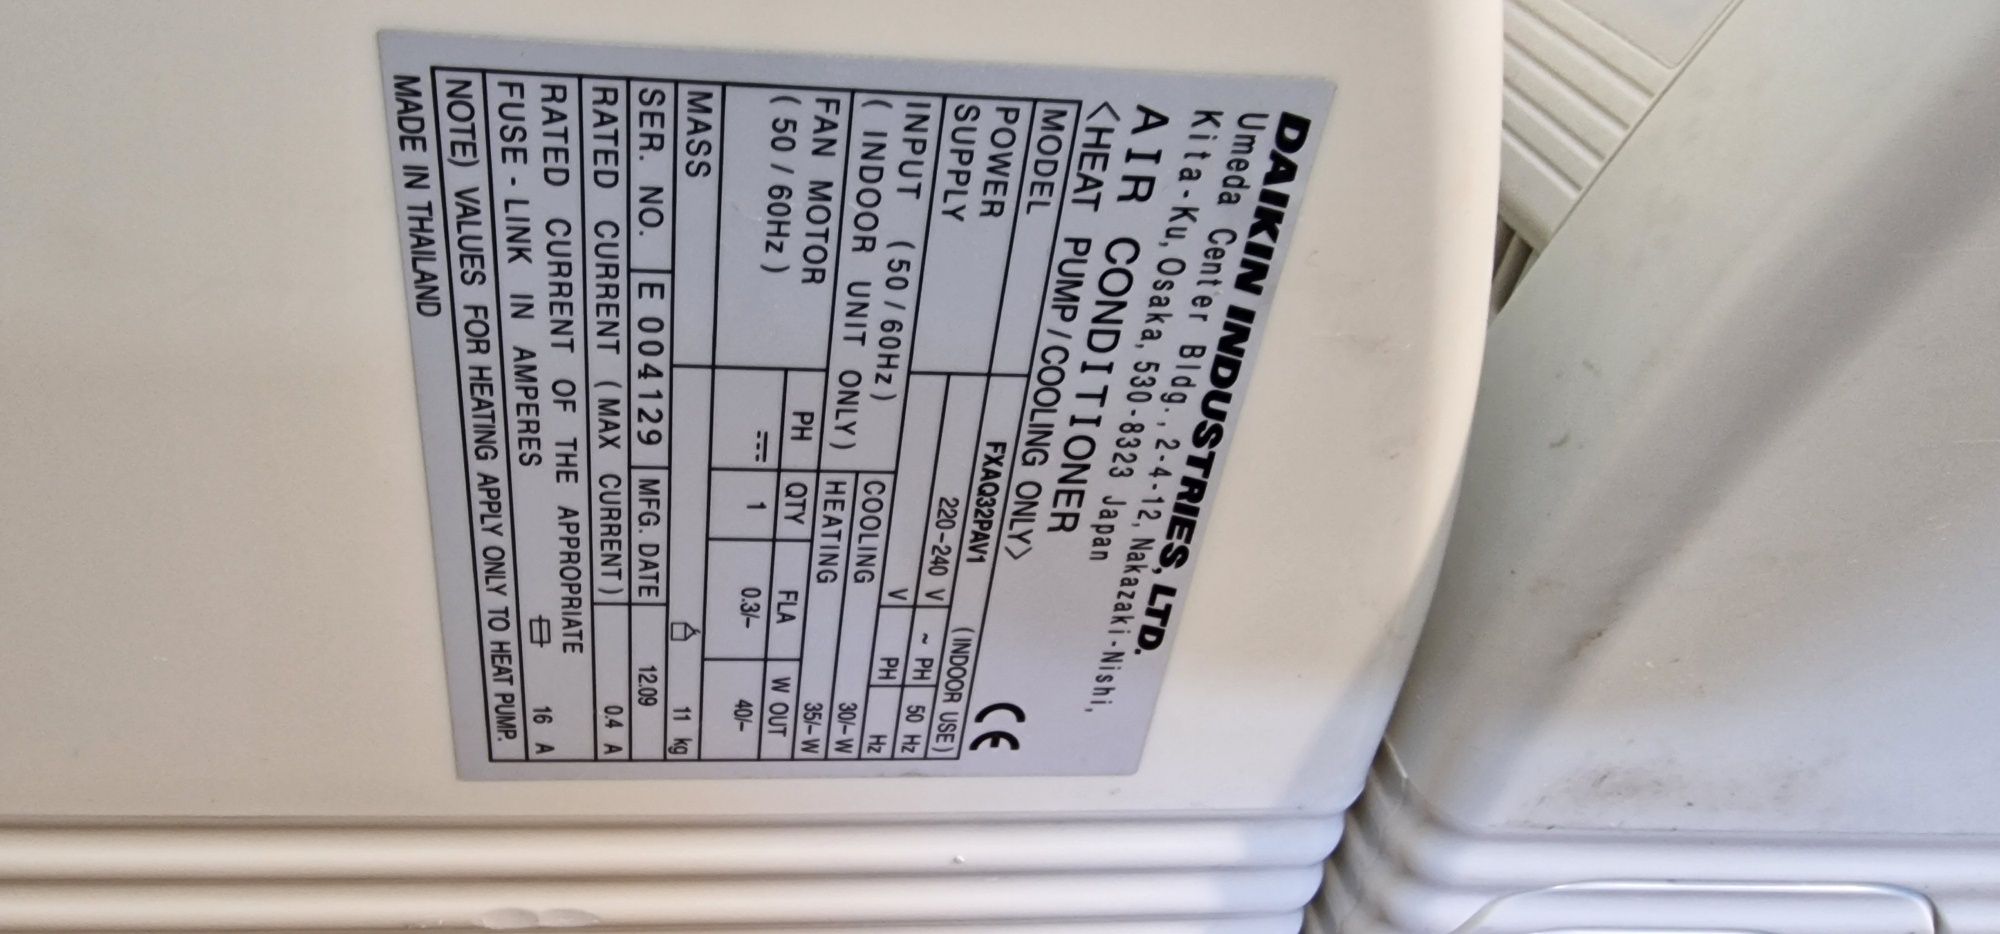 DAIKIN INDUSTRIES, LTD.
Umeda Center Bldg., 2-4-12, Nakazaki-Nishi,
Kita-Ku, Osaka, 530-8323 Japan
AIR CONDITIONER
<HEAT PUMP/COOLING ONLY>
CE
MODEL FXAQ32PAV1 (INDOOR USE)
POWER SUPPLY 220-240 V ~ PH 50 Hz
V PH Hz
INPUT (50/60Hz) COOLING 30/- W
(INDOOR UNIT ONLY) HEATING 35/- W
FAN MOTOR PH QTY FLA W OUT
(50/60Hz) ⎓ 1 0.3/- 40/-
MASS 11 kg
SER. NO. E004129 MFG. DATE 12.09
RATED CURRENT (MAX CURRENT) 0.4 A
RATED CURRENT OF THE APPROPRIATE
FUSE-LINK IN AMPERES 16 A
NOTE) VALUES FOR HEATING APPLY ONLY TO HEAT PUMP.
MADE IN THAILAND